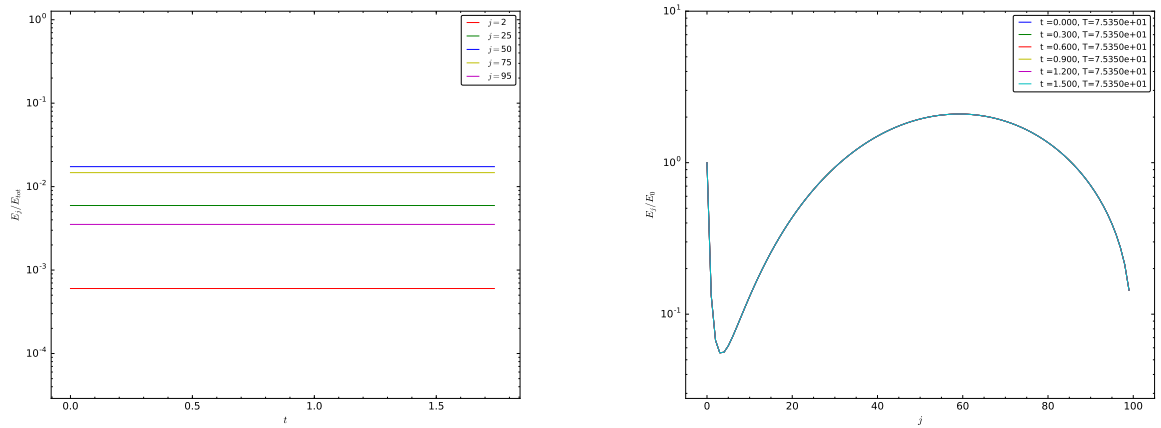 10^0
10^-1
10^-2
10^-3
10^-4
E_j/E_tot
0.0 0.5 1.0 1.5
t
j=2
j=25
j=50
j=75
j=95
10^1
10^0
10^-1
E_j/E_0
0 20 40 60 80 100
j
t =0.000, T=7.5350e+01
t =0.300, T=7.5350e+01
t =0.600, T=7.5350e+01
t =0.900, T=7.5350e+01
t =1.200, T=7.5350e+01
t =1.500, T=7.5350e+01